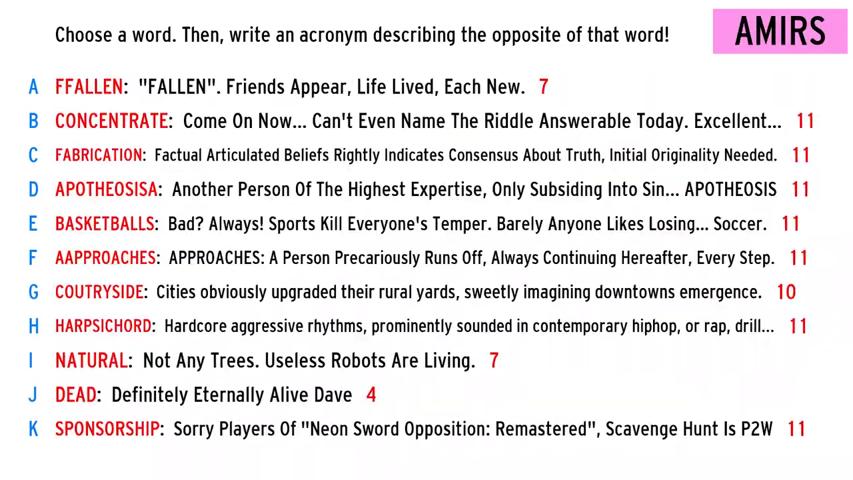 Choose a word. Then, write an acronym describing the opposite of that word!
AMIRS
A FFALLEN: "FALLEN". Friends Appear, Life Lived, Each New. 7
B CONCENTRATE: Come On Now... Can't Even Name The Riddle Answerable Today. Excellent... 11
C FABRICATION: Factual Articulated Beliefs Rightly Indicates Consensus About Truth, Initial Originality Needed. 11
D APOTHEOSISA: Another Person Of The Highest Expertise, Only Subsiding Into Sin... APOTHEOSIS 11
E BASKETBALLS: Bad? Always! Sports Kill Everyone's Temper. Barely Anyone Likes Losing... Soccer. 11
F AAPPROACHES: APPROACHES: A Person Precariously Runs Off, Always Continuing Hereafter, Every Step. 11
G COUTRYSIDE: Cities obviously upgraded their rural yards, sweetly imagining downtowns emergence. 10
H HARPSICHORD: Hardcore aggressive rhythms, prominently sounded in contemporary hiphop, or rap, drill... 11
I NATURAL: Not Any Trees. Useless Robots Are Living. 7
J DEAD: Definitely Eternally Alive Dave 4
K SPONSORSHIP: Sorry Players Of "Neon Sword Opposition: Remastered", Scavenge Hunt Is P2W 11